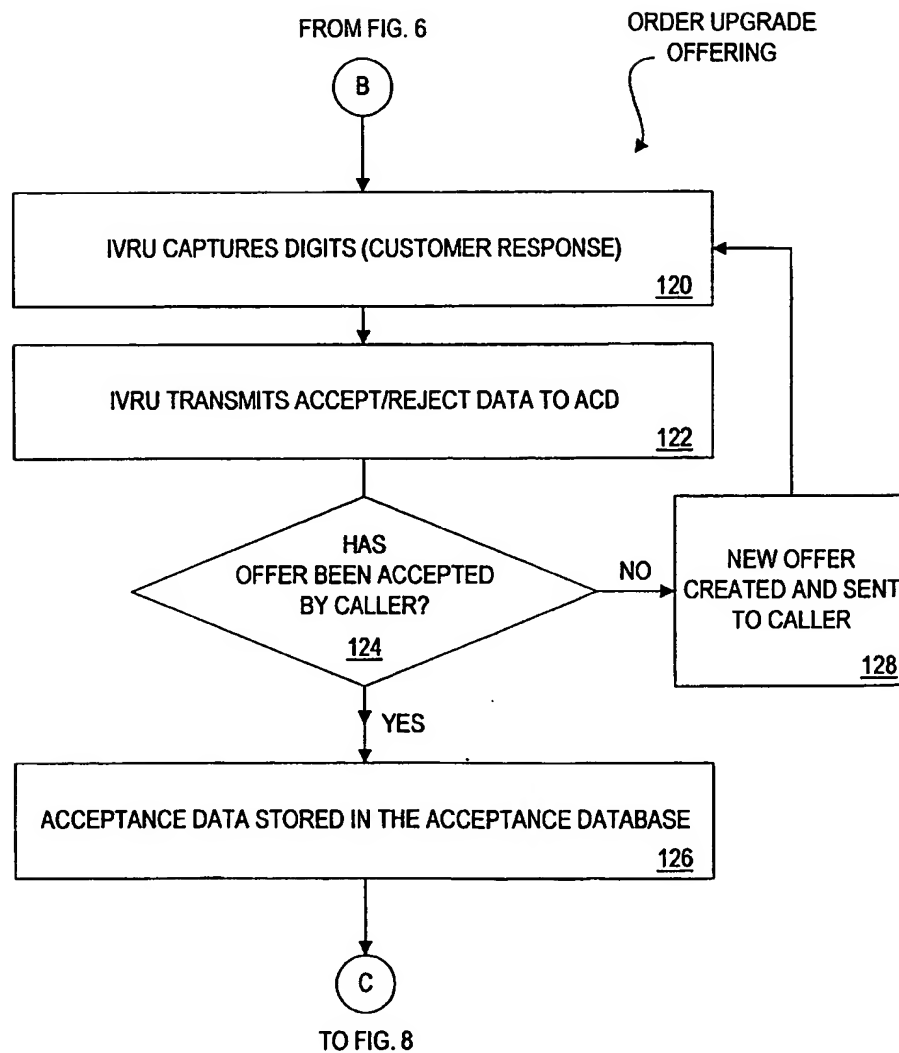 FROM FIG. 6
ORDER UPGRADE
OFFERING
B
IVRU CAPTURES DIGITS (CUSTOMER RESPONSE)
120
IVRU TRANSMITS ACCEPT/REJECT DATA TO ACD
122
HAS
OFFER BEEN ACCEPTED
BY CALLER?
124
NO
NEW OFFER
CREATED AND SENT
TO CALLER
128
YES
ACCEPTANCE DATA STORED IN THE ACCEPTANCE DATABASE
126
C
TO FIG. 8